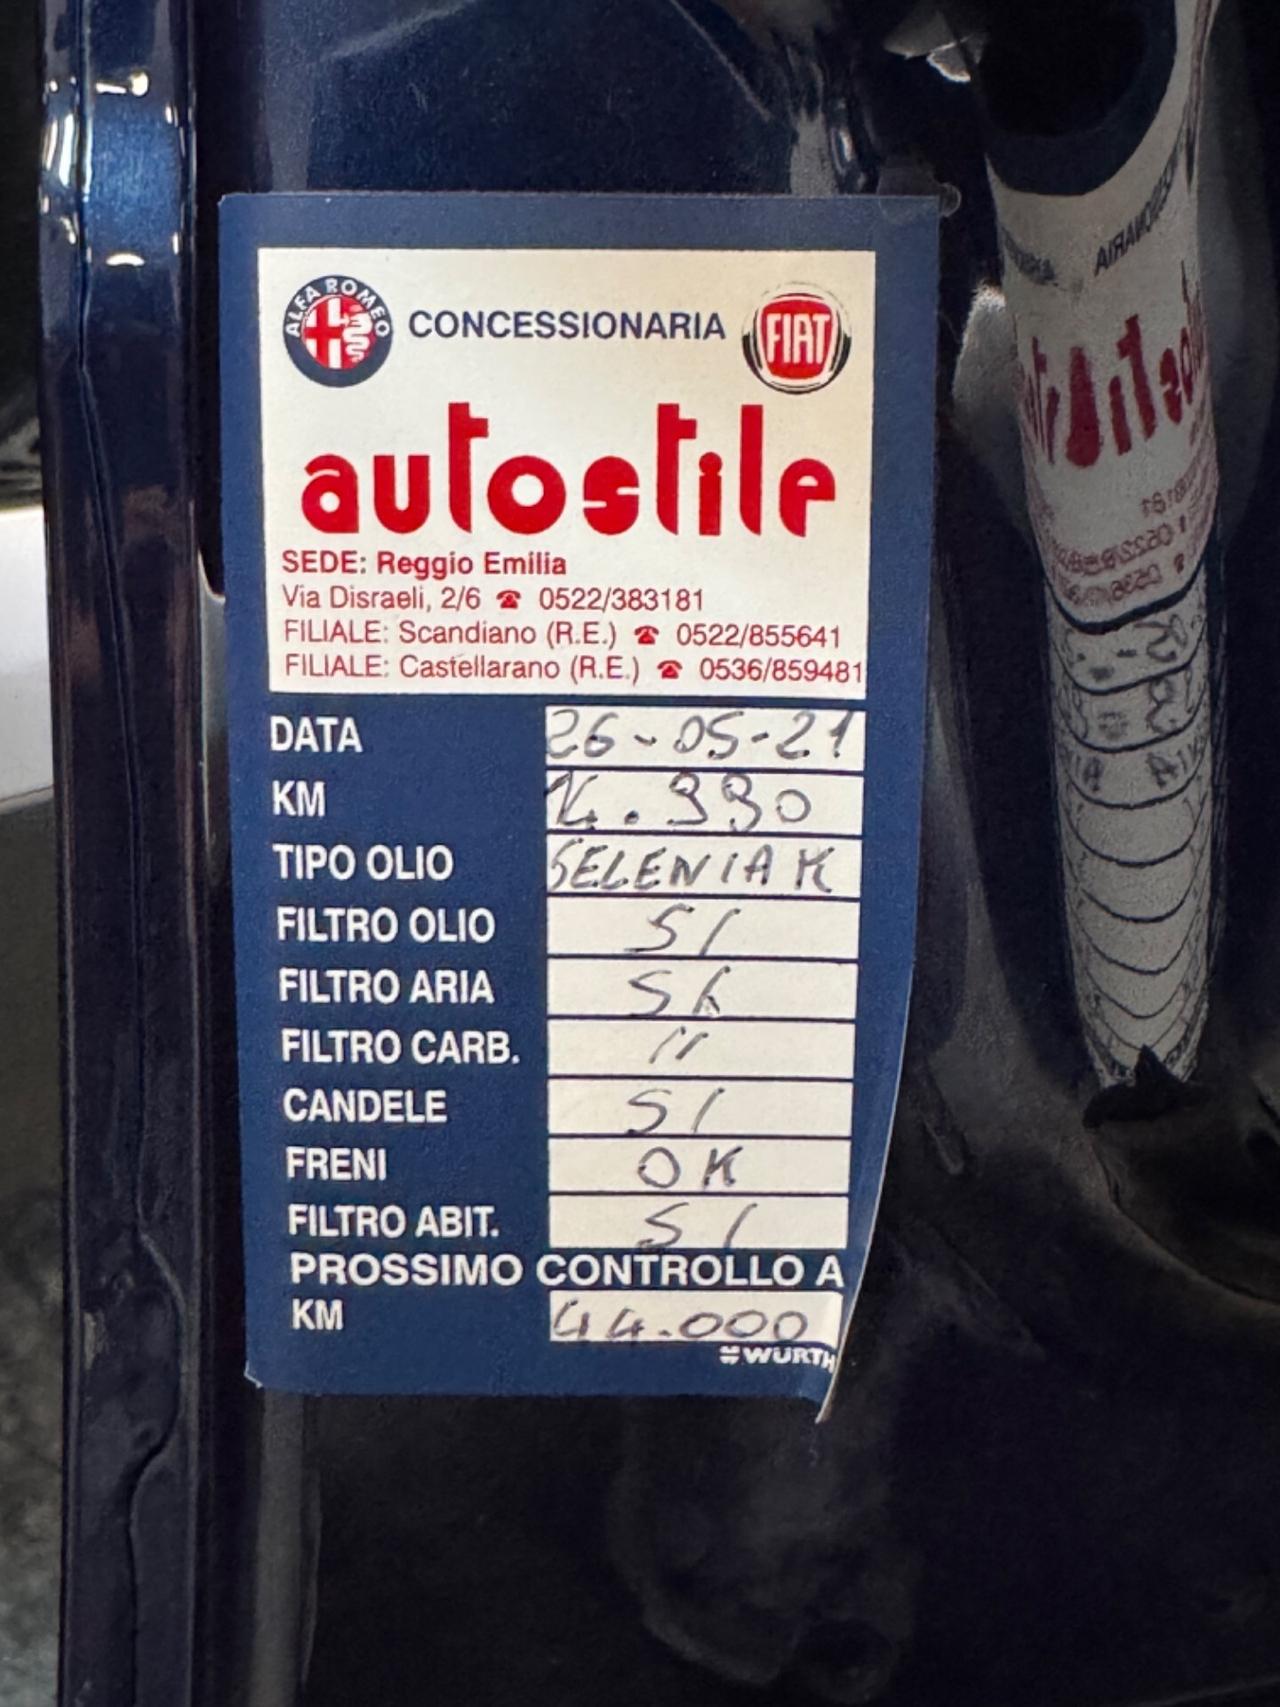 ALFA ROMEO CONCESSIONARIA FIAT
autostile
SEDE: Reggio Emilia
Via Disraeli, 2/6 ☎ 0522/383181
FILIALE: Scandiano (R.E.) ☎ 0522/855641
FILIALE: Castellarano (R.E.) ☎ 0536/859481
DATA 26-05-21
KM
TIPO OLIO SELENIA K
FILTRO OLIO SI
FILTRO ARIA SI
FILTRO CARB. //
CANDELE SI
FRENI OK
FILTRO ABIT. SI
PROSSIMO CONTROLLO A
KM 44.000
WÜRTH